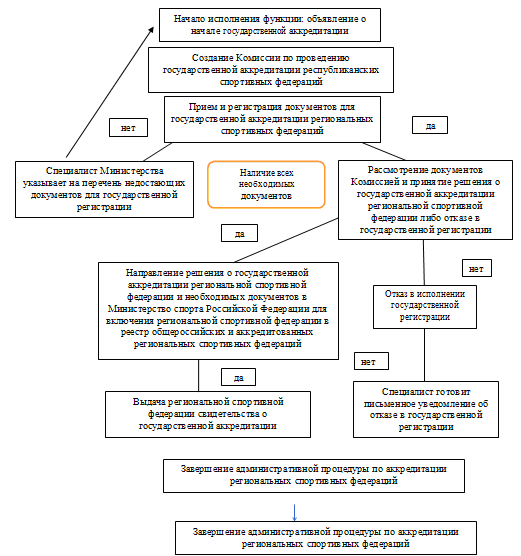 Начало исполнения функции: объявление о
начале государственной аккредитации
Создание Комиссии по проведению
государственной аккредитации республиканских
спортивных федераций
Прием и регистрация документов для
государственной аккредитации региональных
спортивных федераций
нет
да
Специалист Министерства
указывает на перечень недостающих
документов для государственной
регистрации
Наличие всех
необходимых
документов
Рассмотрение документов
Комиссией и принятие решения о
государственной аккредитации
региональной спортивной
федерации либо отказе в
государственной регистрации
да
нет
Направление решения о государственной
аккредитации региональной спортивной
федерации и необходимых документов в
Министерство спорта Российской Федерации для
включения региональной спортивной федерации в
реестр общероссийских и аккредитованных
региональных спортивных федераций
Отказ в исполнении
государственной
регистрации
нет
да
Выдача региональной спортивной
федерации свидетельства о
государственной аккредитации
Специалист готовит
письменное уведомление об
отказе в государственной
регистрации
Завершение административной процедуры по аккредитации
региональных спортивных федераций
Завершение административной процедуры по аккредитации
региональных спортивных федераций